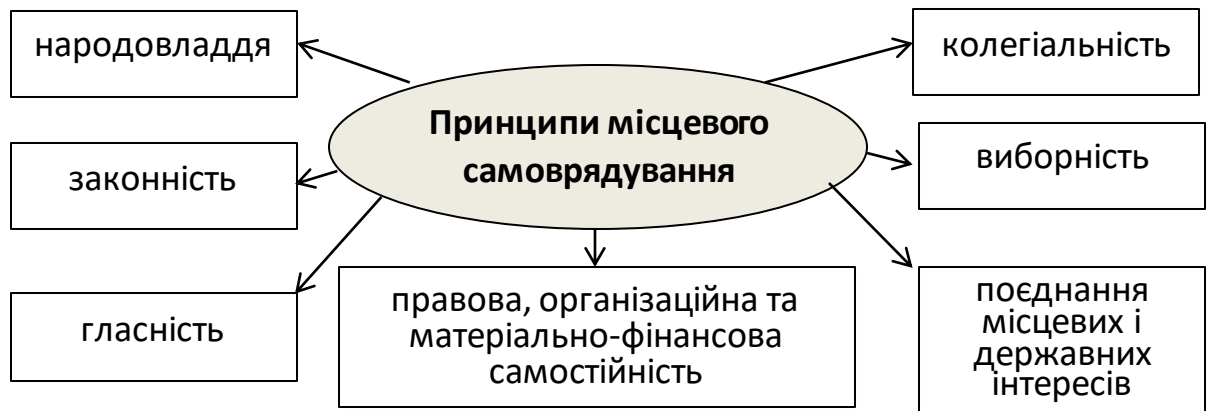 народовладдя
колегіальність
Принципи місцевого
самоврядування
законність
виборність
гласність
правова, організаційна та
матеріально-фінансова
самостійність
поєднання
місцевих і
державних
інтересів